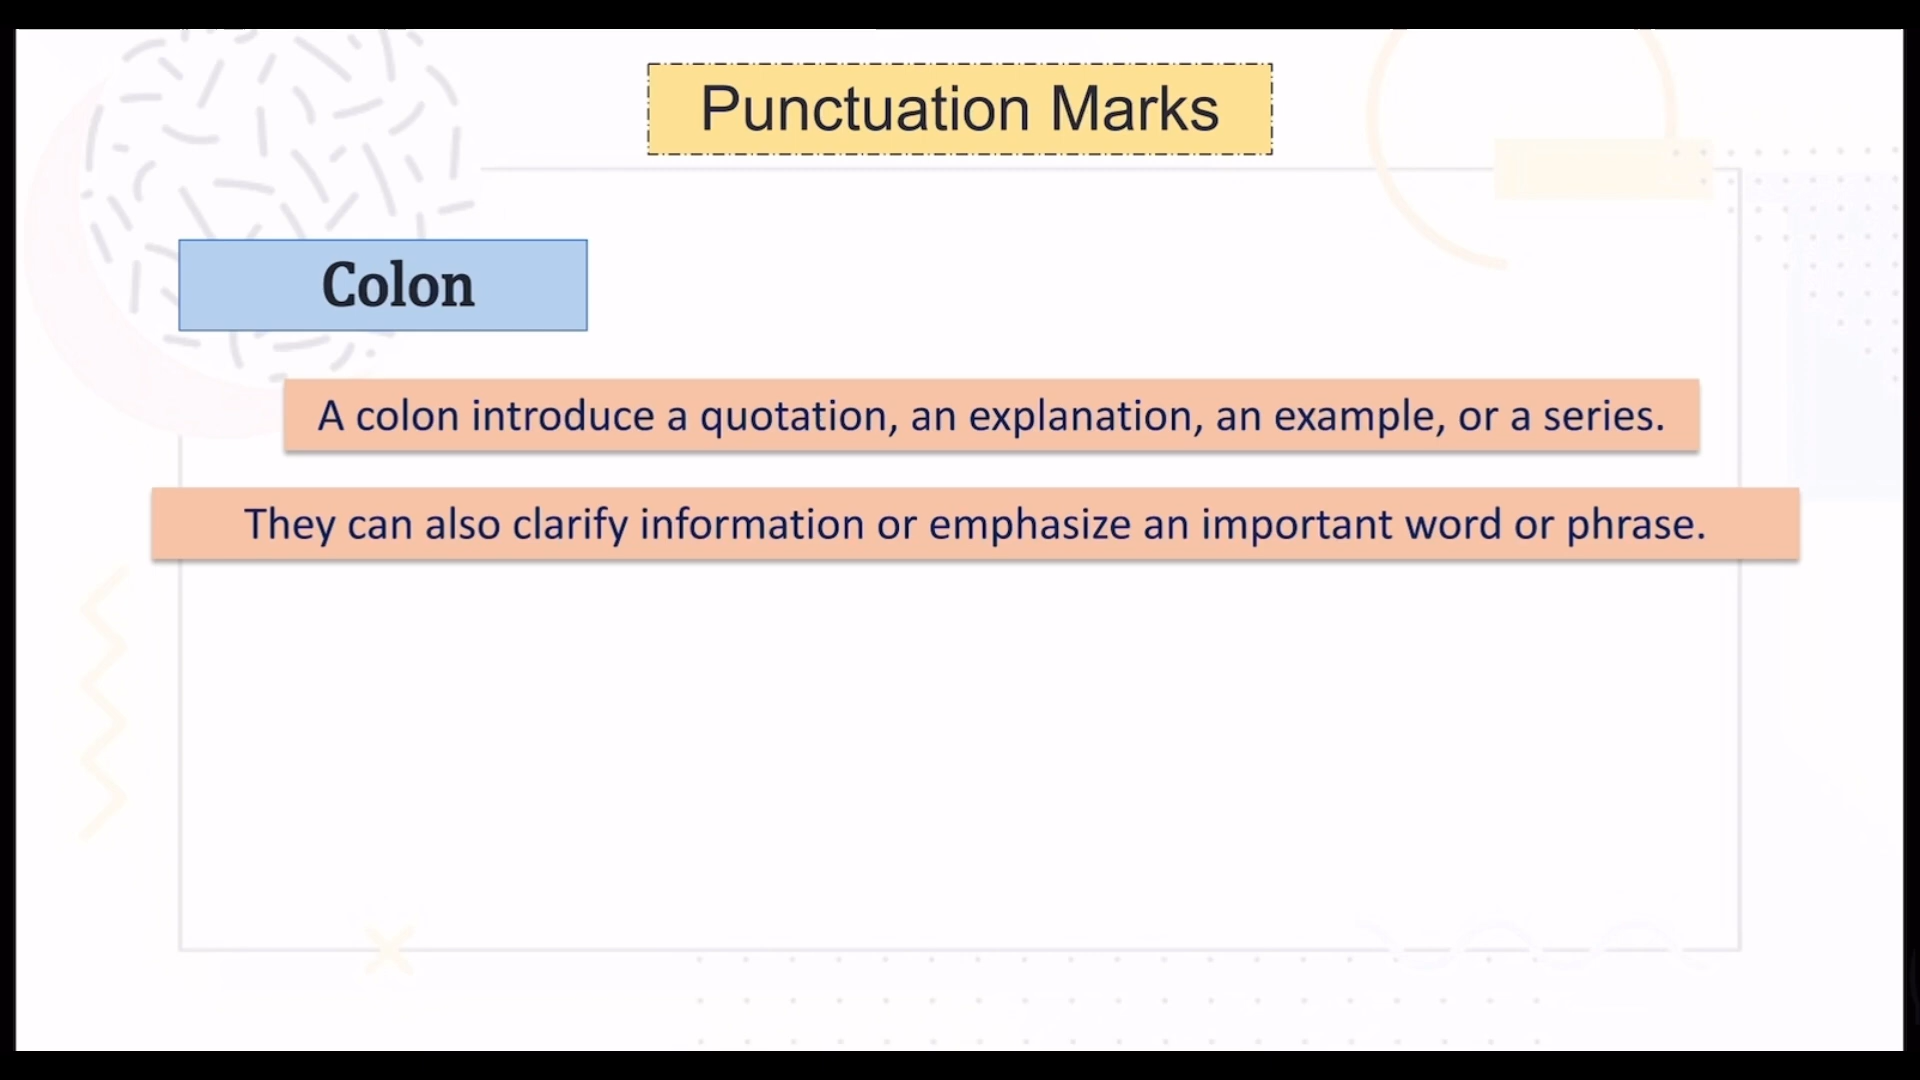 Punctuation Marks
Colon
A colon introduce a quotation, an explanation, an example, or a series.
They can also clarify information or emphasize an important word or phrase.